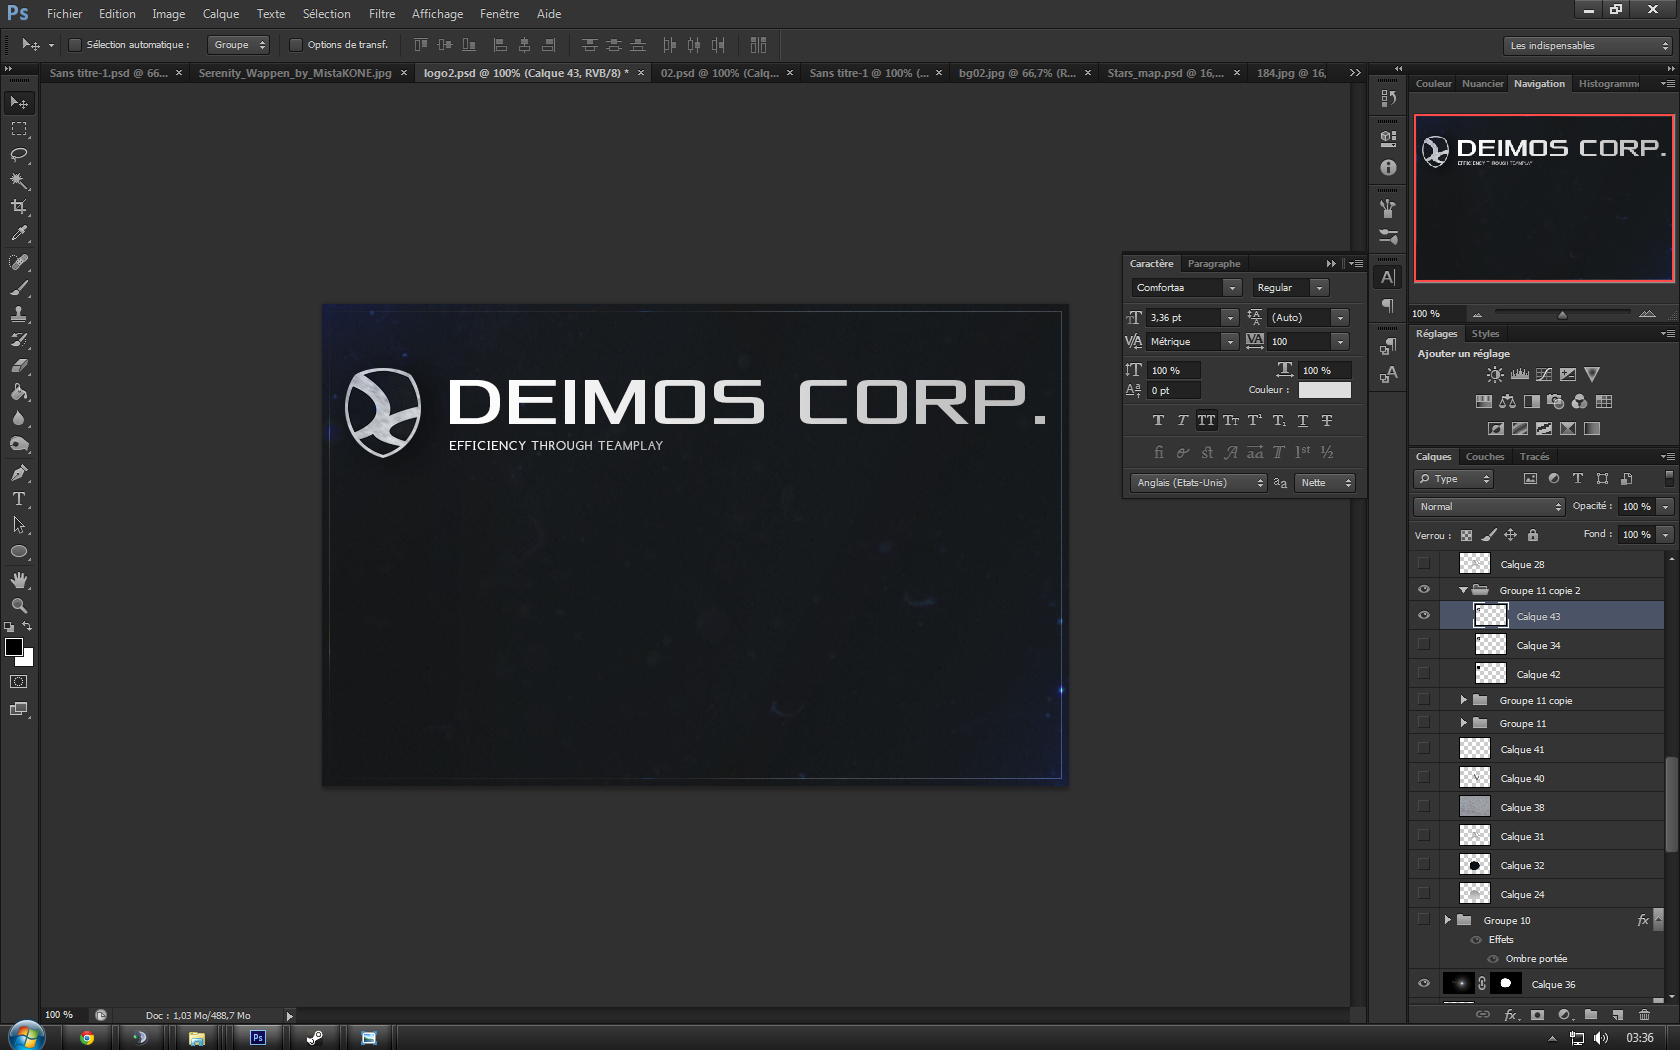 Ps Fichier Edition Image Calque Texte Sélection Filtre Affichage Fenêtre Aide
Sélection automatique : Groupe Options de transf. Les indispensables
Sans titre-1.psd @ 66... × Serenity_Wappen_by_MistaKONE.jpg × logo2.psd @ 100% (Calque 43, RVB/8) * × 02.psd @ 100% (Calq... × Sans titre-1 @ 100% (... × bg02.jpg @ 66,7% (R... × Stars_map.psd @ 16,... × 184.jpg @ 16,
Couleur Nuancier Navigation Histogramme
DEIMOS CORP.
EFFICIENCY THROUGH TEAMPLAY
100 %
Réglages Styles
Ajouter un réglage
Caractère Paragraphe
Comfortaa Regular
3,36 pt (Auto)
Métrique 100
100 % 100 %
0 pt Couleur :
T T TT TT T¹ T₁ T T
fi st A aa T 1st ½
Anglais (Etats-Unis) aa Nette
DEIMOS CORP.
EFFICIENCY THROUGH TEAMPLAY
Calques Couches Tracés
Type
Normal Opacité : 100 %
Verrou : Fond : 100 %
Calque 28
Groupe 11 copie 2
Calque 43
Calque 34
Calque 42
Groupe 11 copie
Groupe 11
Calque 41
Calque 40
Calque 38
Calque 31
Calque 32
Calque 24
Groupe 10 fx
Effets
Ombre portée
Calque 36
100 % Doc : 1,03 Mo/488,7 Mo
fx
Ps 03:36